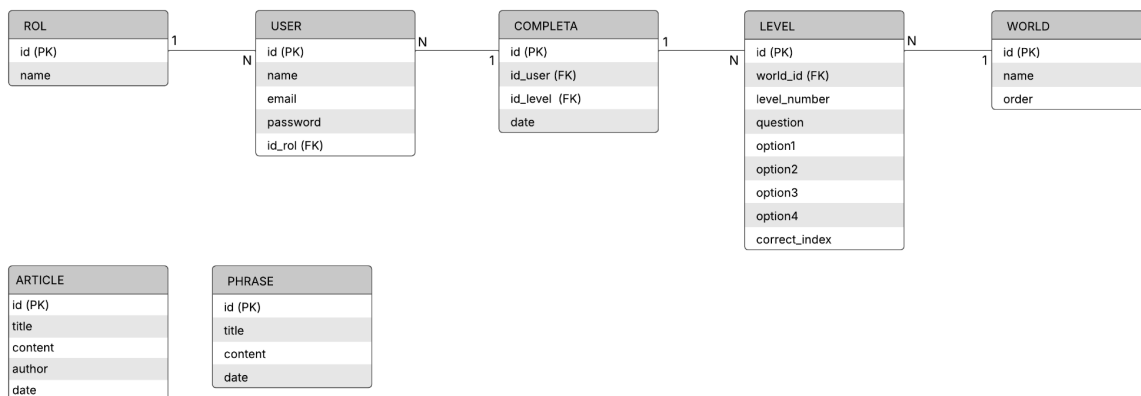 ROL
id (PK)
name
1
N
USER
id (PK)
name
email
password
id_rol (FK)
N
1
COMPLETA
id (PK)
id_user (FK)
id_level (FK)
date
1
N
LEVEL
id (PK)
world_id (FK)
level_number
question
option1
option2
option3
option4
correct_index
N
1
WORLD
id (PK)
name
order
ARTICLE
id (PK)
title
content
author
date
PHRASE
id (PK)
title
content
date